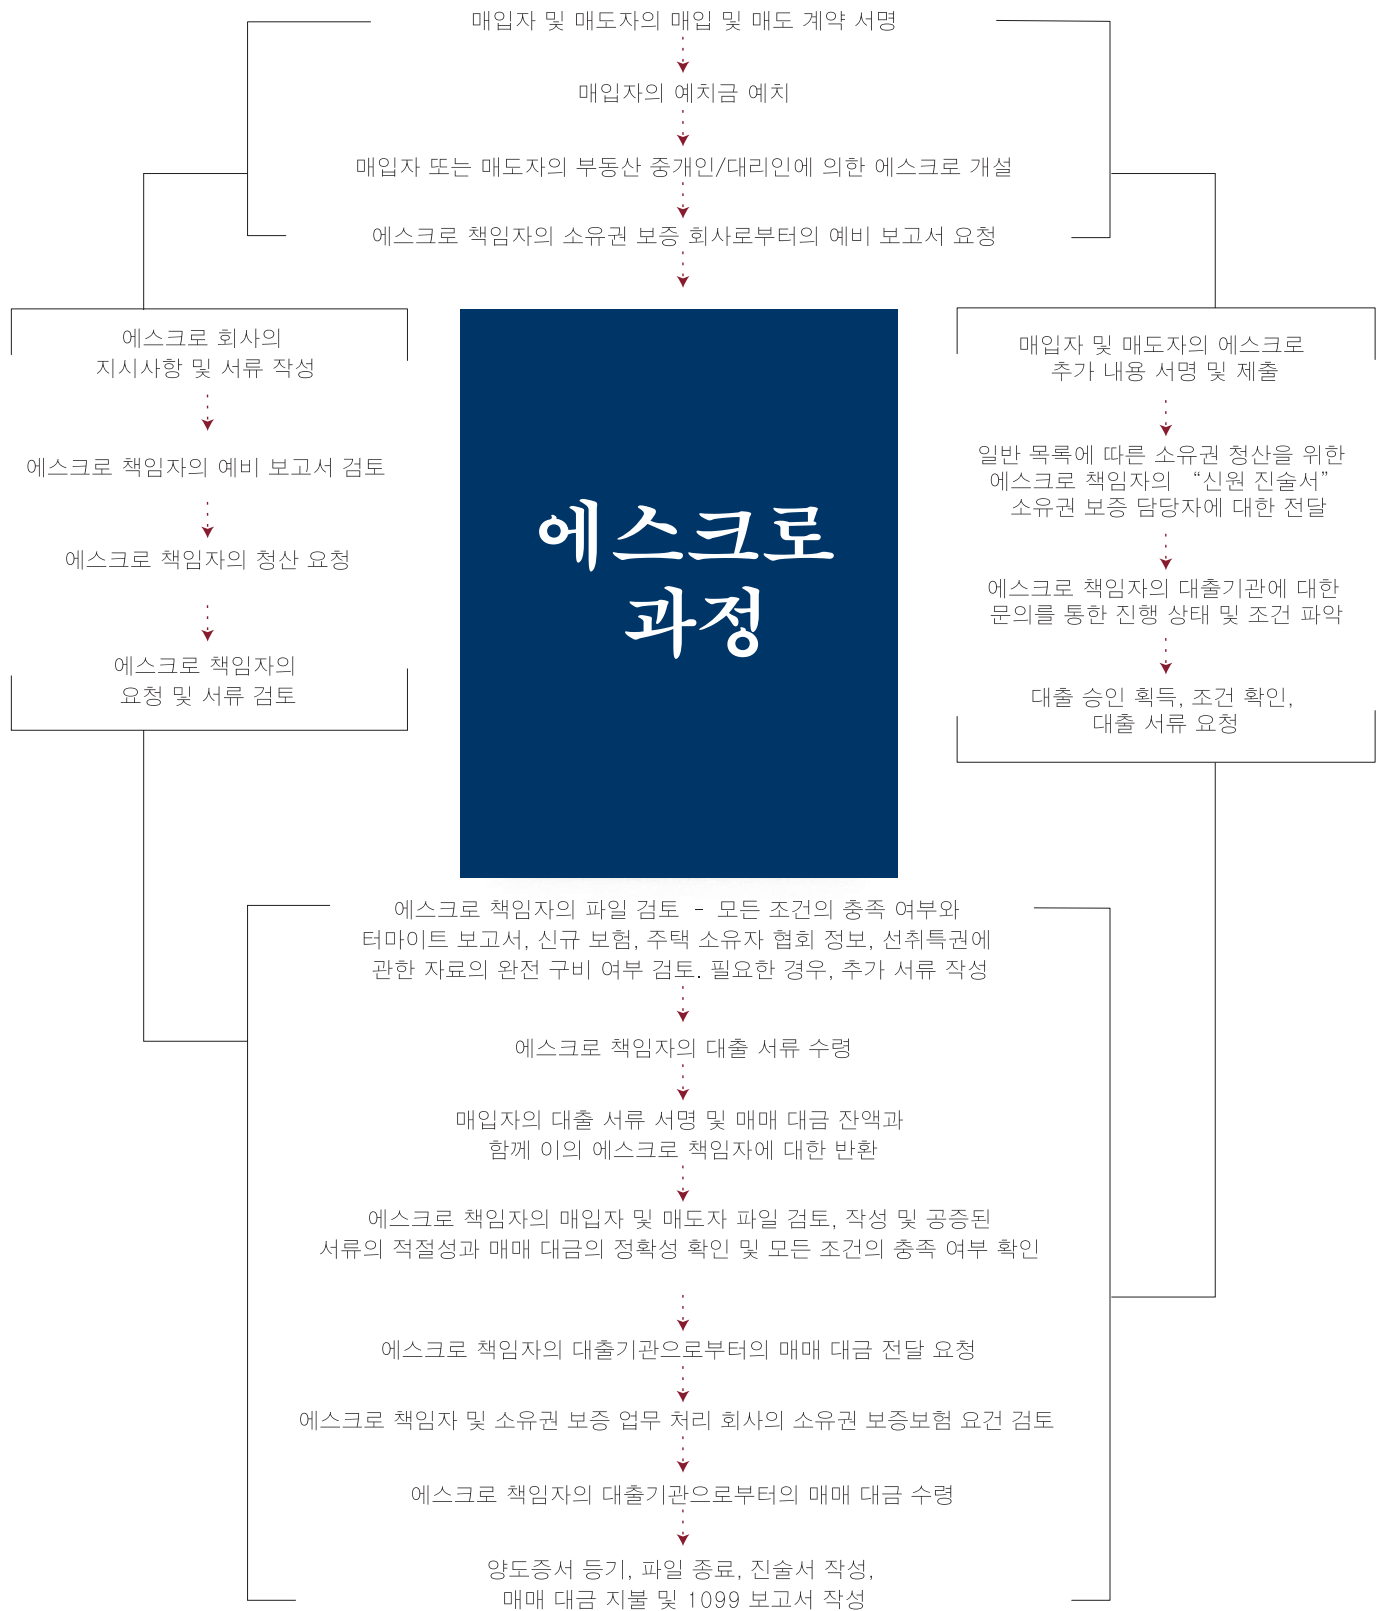 매입자 및 매도자의 매입 및 매도 계약 서명
매입자의 예치금 예치
매입자 또는 매도자의 부동산 중개인/대리인에 의한 에스크로 개설
에스크로 책임자의 소유권 보증 회사로부터의 예비 보고서 요청
에스크로 회사의
지시사항 및 서류 작성
에스크로 책임자의 예비 보고서 검토
에스크로 책임자의 청산 요청
에스크로 책임자의
요청 및 서류 검토
에스크로
과정
매입자 및 매도자의 에스크로
추가 내용 서명 및 제출
일반 목록에 따른 소유권 청산을 위한
에스크로 책임자의 “신원 진술서”
소유권 보증 담당자에 대한 전달
에스크로 책임자의 대출기관에 대한
문의를 통한 진행 상태 및 조건 파악
대출 승인 획득, 조건 확인,
대출 서류 요청
에스크로 책임자의 파일 검토 – 모든 조건의 충족 여부와
터마이트 보고서, 신규 보험, 주택 소유자 협회 정보, 선취특권에
관한 자료의 완전 구비 여부 검토. 필요한 경우, 추가 서류 작성
에스크로 책임자의 대출 서류 수령
매입자의 대출 서류 서명 및 매매 대금 잔액과
함께 이의 에스크로 책임자에 대한 반환
에스크로 책임자의 매입자 및 매도자 파일 검토, 작성 및 공증된
서류의 적절성과 매매 대금의 정확성 확인 및 모든 조건의 충족 여부 확인
에스크로 책임자의 대출기관으로부터의 매매 대금 전달 요청
에스크로 책임자 및 소유권 보증 업무 처리 회사의 소유권 보증보험 요건 검토
에스크로 책임자의 대출기관으로부터의 매매 대금 수령
양도증서 등기, 파일 종료, 진술서 작성,
매매 대금 지불 및 1099 보고서 작성